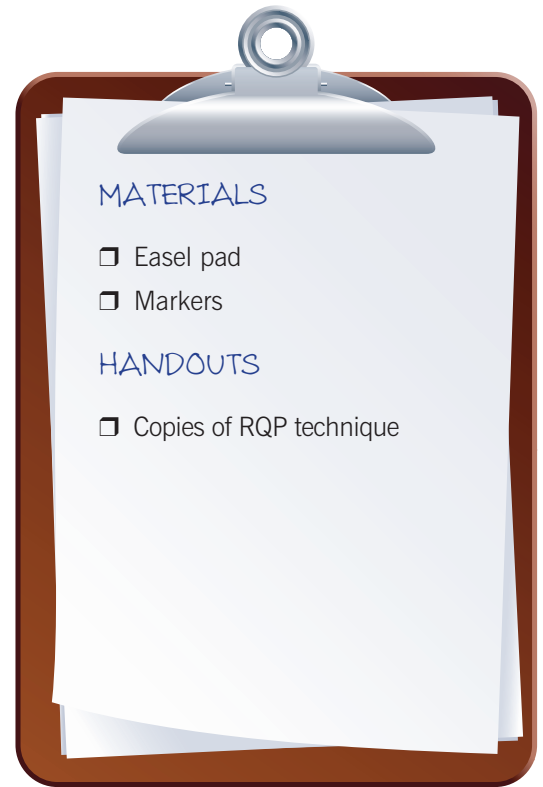 MATERIALS
❒ Easel pad
❒ Markers
HANDOUTS
❒ Copies of RQP technique